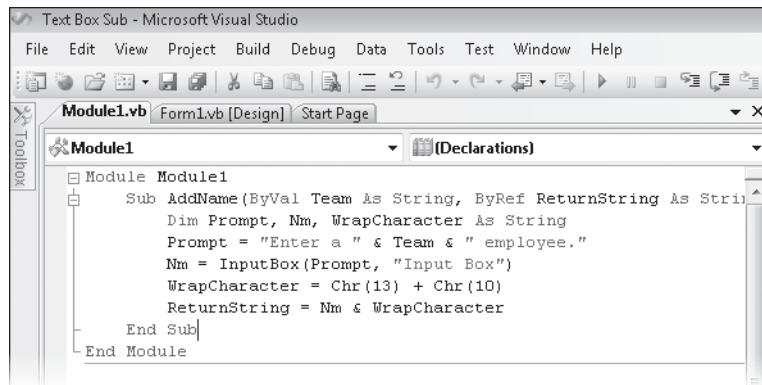 Text Box Sub - Microsoft Visual Studio
File Edit View Project Build Debug Data Tools Test Window Help
Module1.vb Form1.vb [Design] Start Page
Toolbox
Module1 (Declarations)
Module Module1
Sub AddName(ByVal Team As String, ByRef ReturnString As Strin
Dim Prompt, Nm, WrapCharacter As String
Prompt = "Enter a " & Team & " employee."
Nm = InputBox(Prompt, "Input Box")
WrapCharacter = Chr(13) + Chr(10)
ReturnString = Nm & WrapCharacter
End Sub
End Module